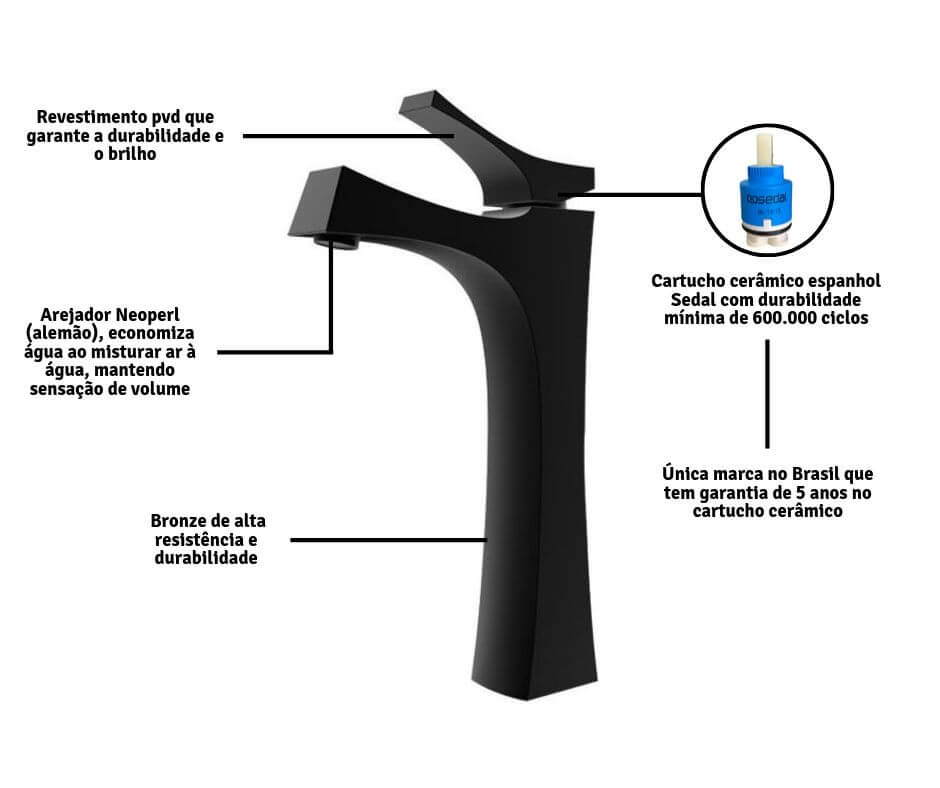 Revestimento pvd que
garante a durabilidade e
o brilho
sedal
Cartucho cerâmico espanhol
Sedal com durabilidade
mínima de 600.000 ciclos
Arejador Neoperl
(alemão), economiza
água ao misturar ar à
água, mantendo
sensação de volume
Única marca no Brasil que
tem garantia de 5 anos no
cartucho cerâmico
Bronze de alta
resistência e
durabilidade